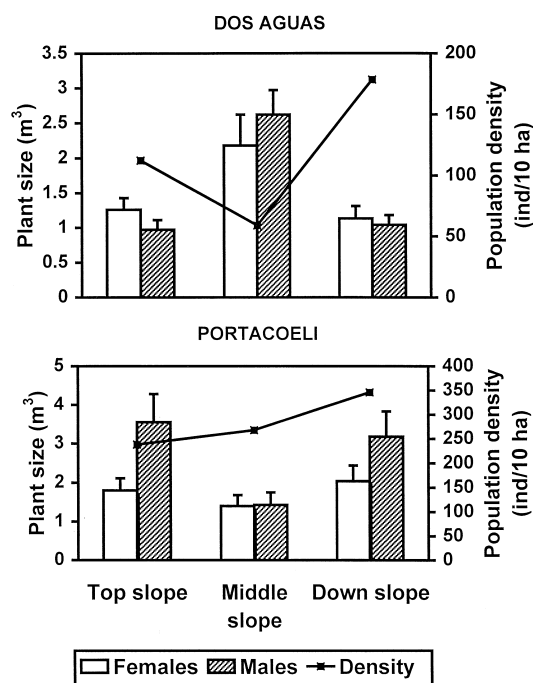 DOS AGUAS
Plant size (m3)
3.5
3
2.5
2
1.5
1
0.5
0
200
150
100
50
0
Population density
(ind/10 ha)
PORTACOELI
Plant size (m3)
5
4
3
2
1
0
400
350
300
250
200
150
100
50
0
Population density
(ind/10 ha)
Top slope
Middle
slope
Down slope
Females Males Density